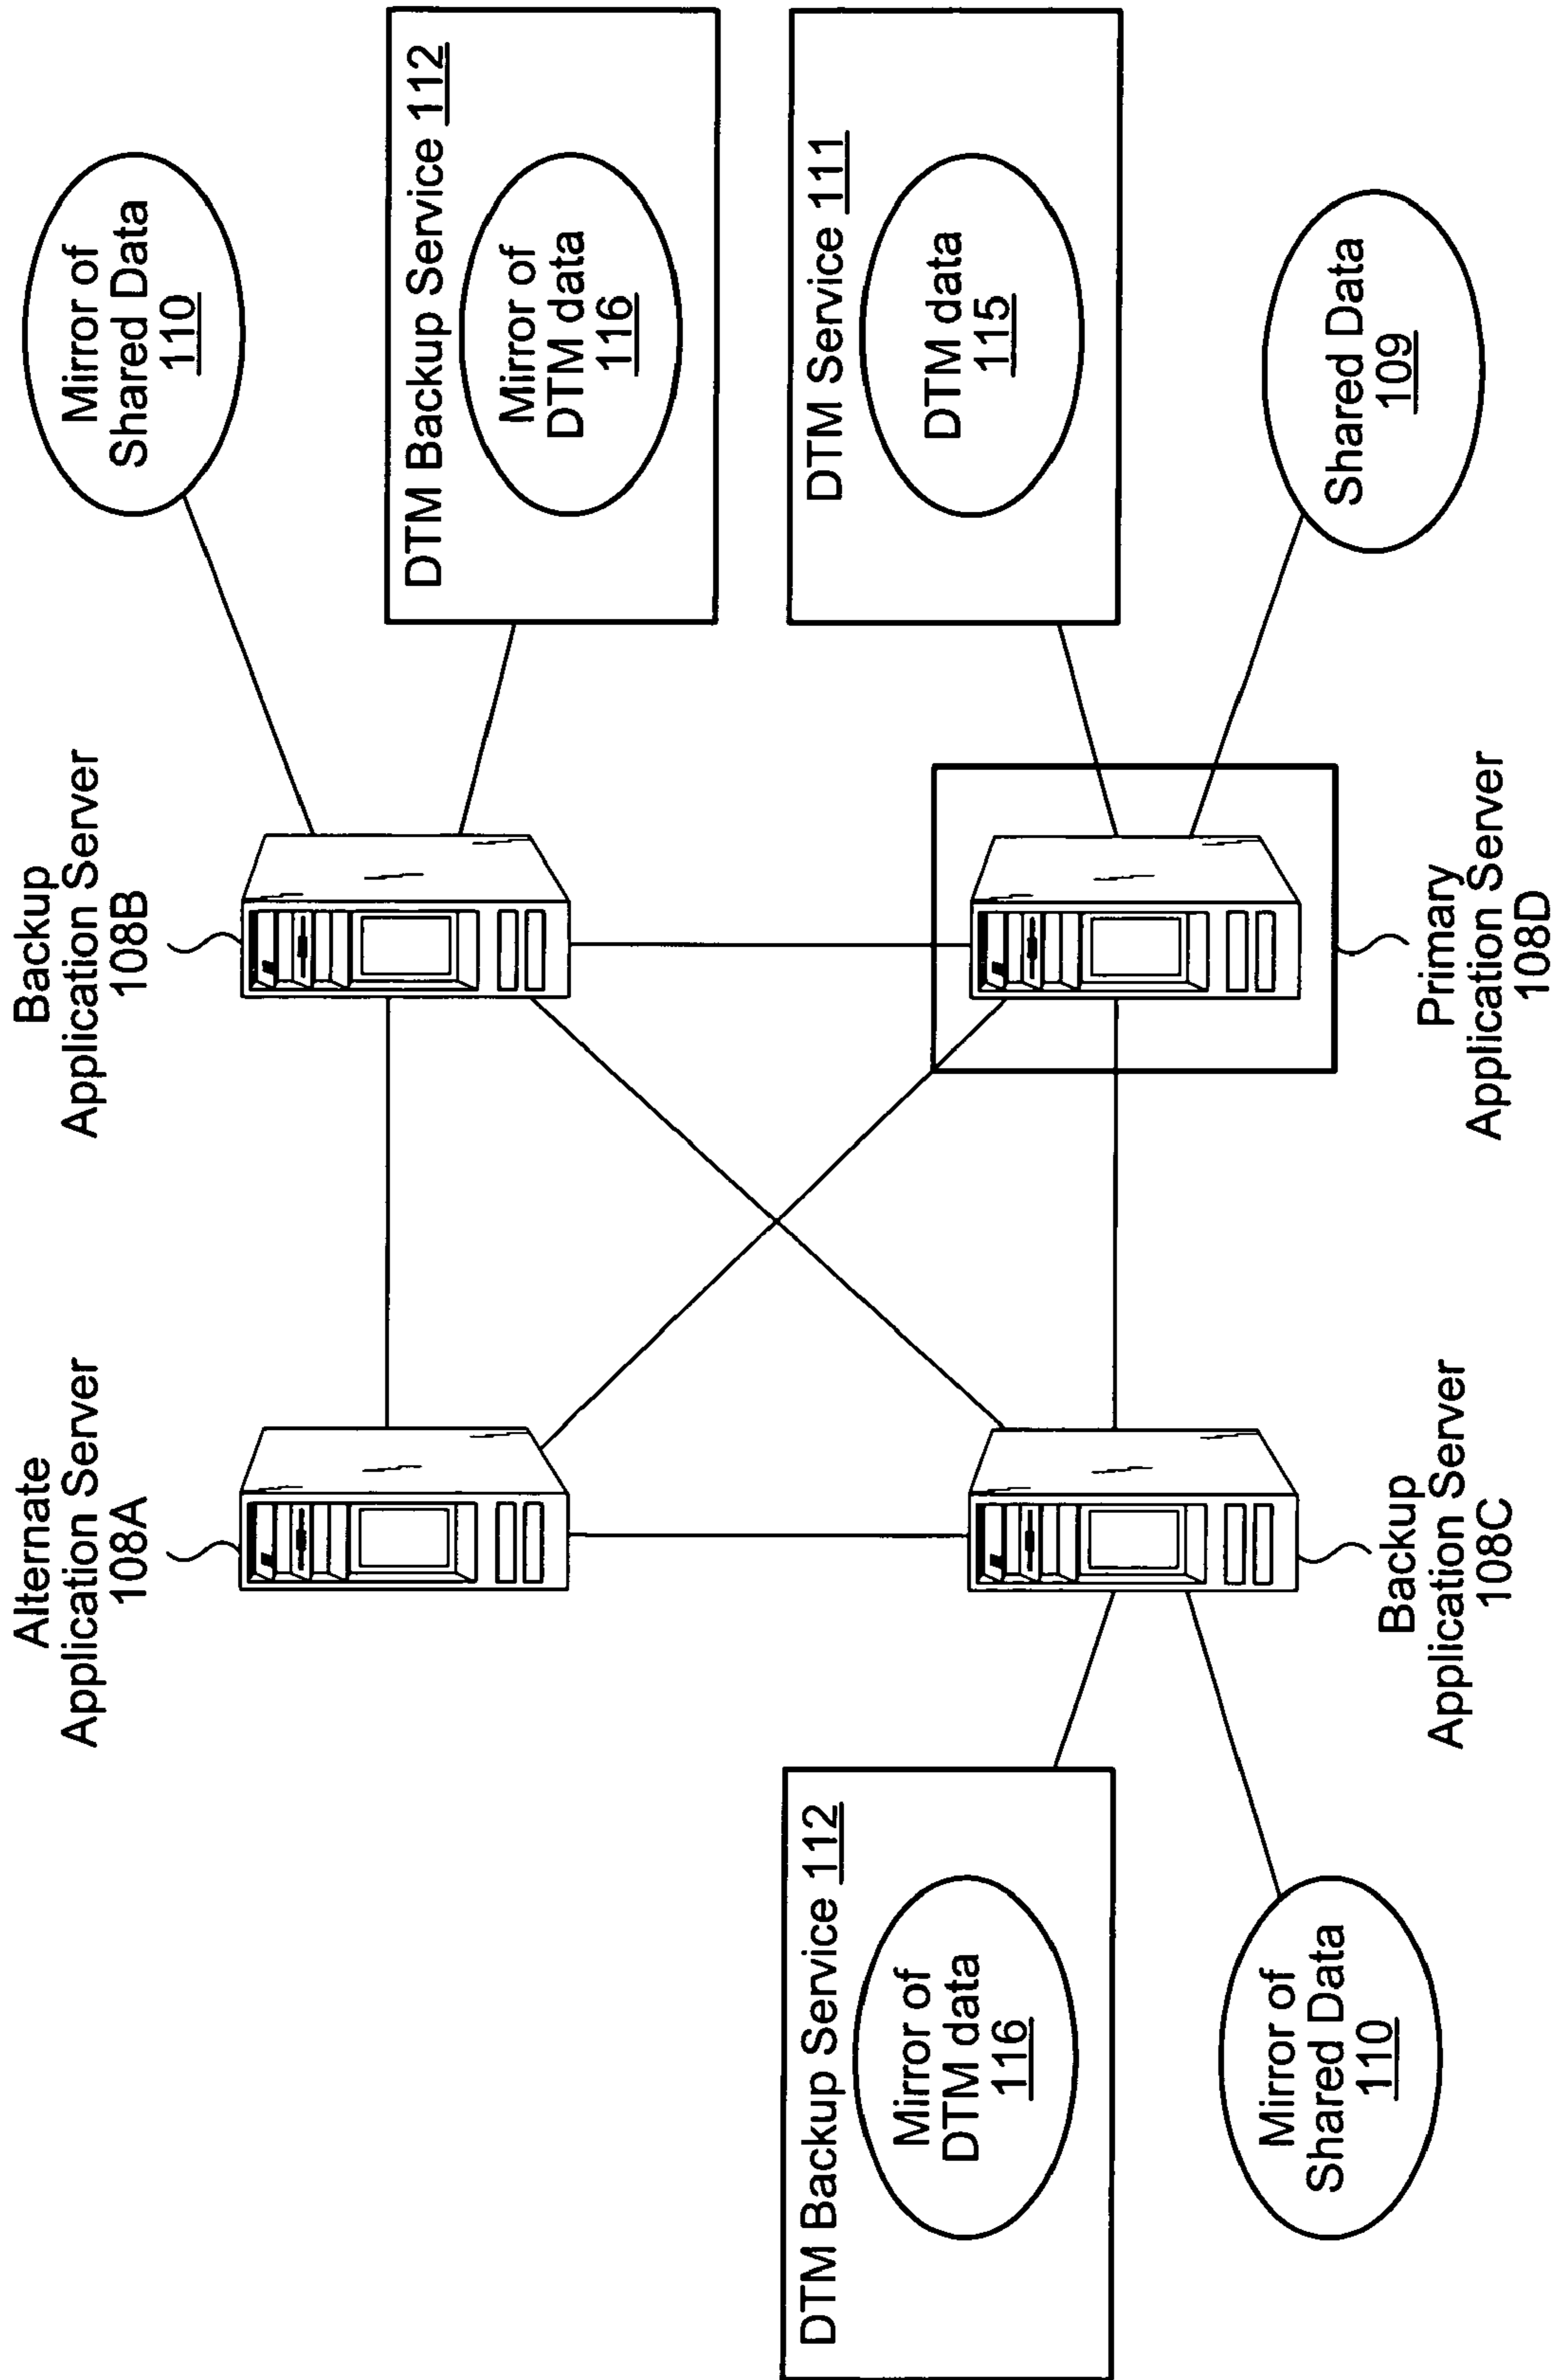 Alternate
Application Server
108A
Backup
Application Server
108B
Mirror of
Shared Data
110
DTM Backup Service 112
Mirror of
DTM data
116
DTM Backup Service 112
Mirror of
DTM data
116
DTM Service 111
DTM data
115
Mirror of
Shared Data
110
Backup
Application Server
108C
Primary
Application Server
108D
Shared Data
109